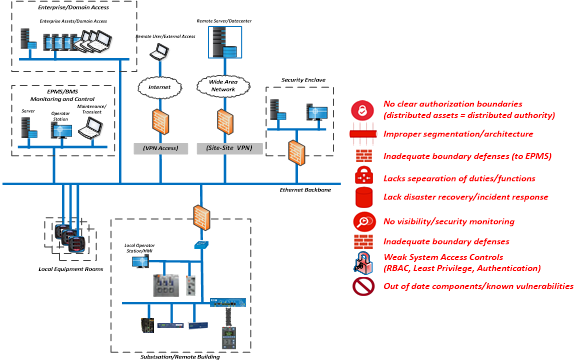 Enterprise/Domain Access
Enterprise Assets/Domain Access
Remote User/External Access
Remote Server/Datacenter
EPMS/BMS
Monitoring and Control
Server
Operator
Station
Maintenance/
Transient
Internet
Wide Area
Network
Security Enclave
(VPN Access)
(Site-Site VPN)
Ethernet Backbone
Local Equipment Rooms
Local Operator
Station/HMI
Substsation/Remote Building
No clear authorization boundaries
(distributed assets = distributed authority)
Improper segmentation/architecture
Inadequate boundary defenses (to EPMS)
Lacks sepearation of duties/functions
Lack disaster recovery/incident response
No visibility/security monitoring
Inadequate boundary defenses
Weak System Access Controls
(RBAC, Least Privilege, Authentication)
Out of date components/known vulnerabilities